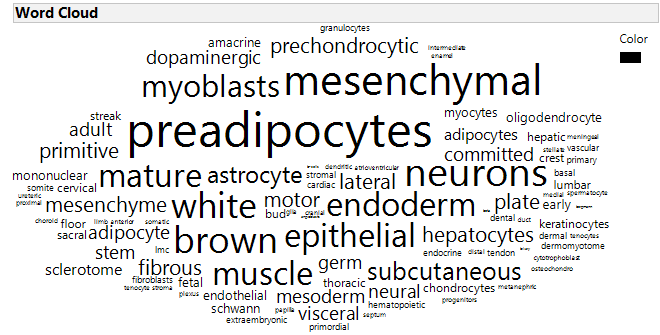 Word Cloud
granulocytes
amacrine
prechondrocytic
Intermediate
dopaminergic
enamel
Color
myoblasts
mesenchymal
streak
myocytes
oligodendrocyte
adult
preadipocytes
adipocytes
hepatic
meningeal
primitive
committed
stellate
vascular
crest
primary
mononuclear
mature
astrocyte
dendritic
atrioventricular
stromal
cardiac
lateral
neurons
basal
lumbar
somite
cervical
ureteric
proximal
mesenchyme
white
motor
endoderm
plate
early
medial
spermatocyte
bud
glia
cranial
dental
duct
choroid
floor
limb anterior
somatic
sacral
adipocyte
brown
epithelial
hepatocytes
keratinocytes
dermal
tenocytes
dermomyotome
stem
lmc
endocrine
distal
tendon
cytotrophoblast
sclerotome
fibrous
muscle
germ
subcutaneous
osteochondro
fibroblasts
tenocyte stroma
fetal
thoracic
neural
chondrocytes
metanephric
plexus
endothelial
mesoderm
hematopoietic
progenitors
schwann
papilla
visceral
septum
extraembryonic
primordial